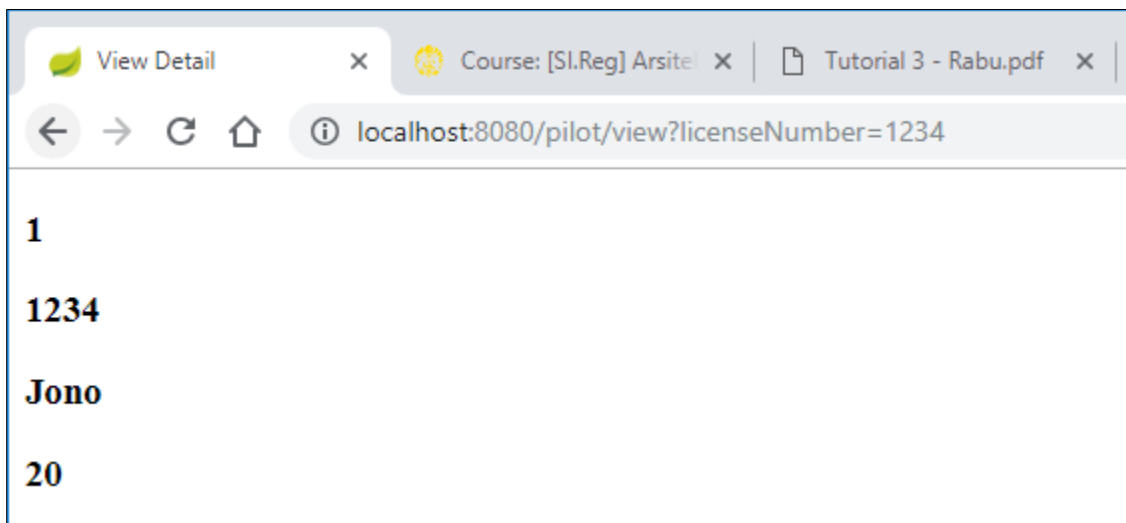 View Detail
Course: [SI.Reg] Arsite
Tutorial 3 - Rabu.pdf
localhost:8080/pilot/view?licenseNumber=1234
1
1234
Jono
20